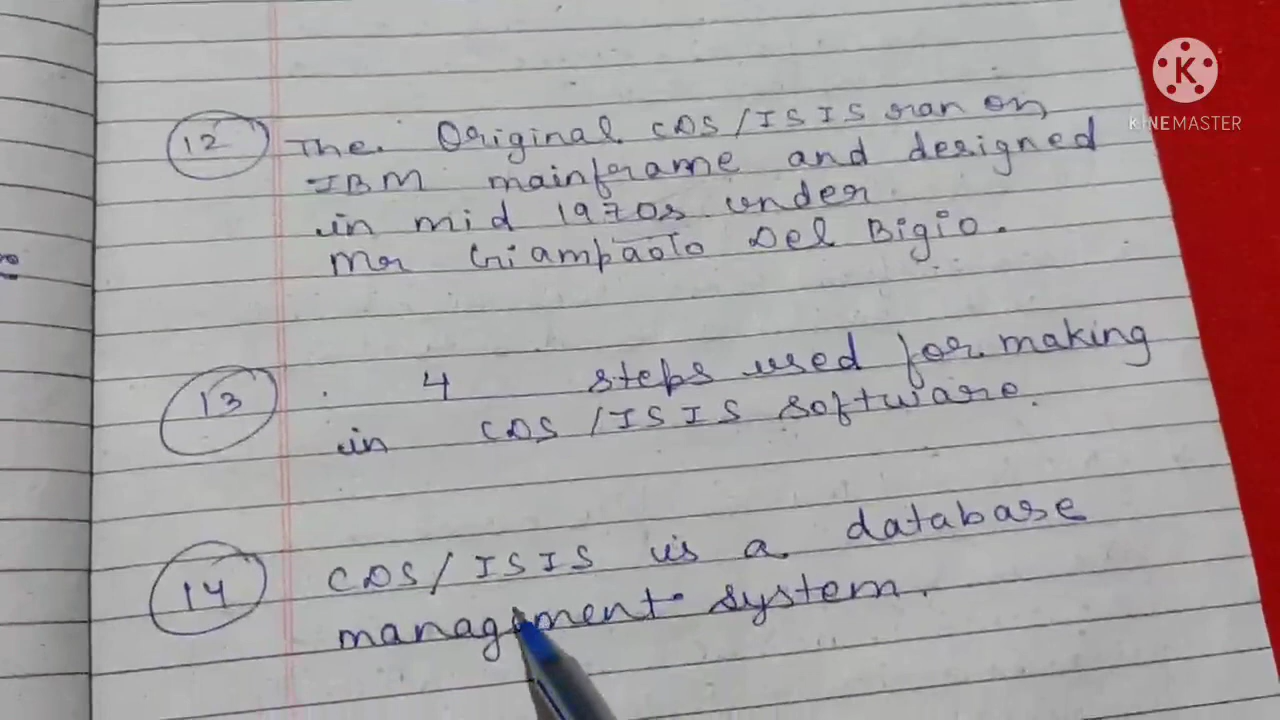 K
KINEMASTER
12 The. Original CDS/ISIS ran on
IBM mainframe and designed
in mid 1970s under
Mr Giampaolo Del Bigio.
13 . 4 steps used for making
in CDS/ISIS software.
14 CDS/ISIS is a database
management system.